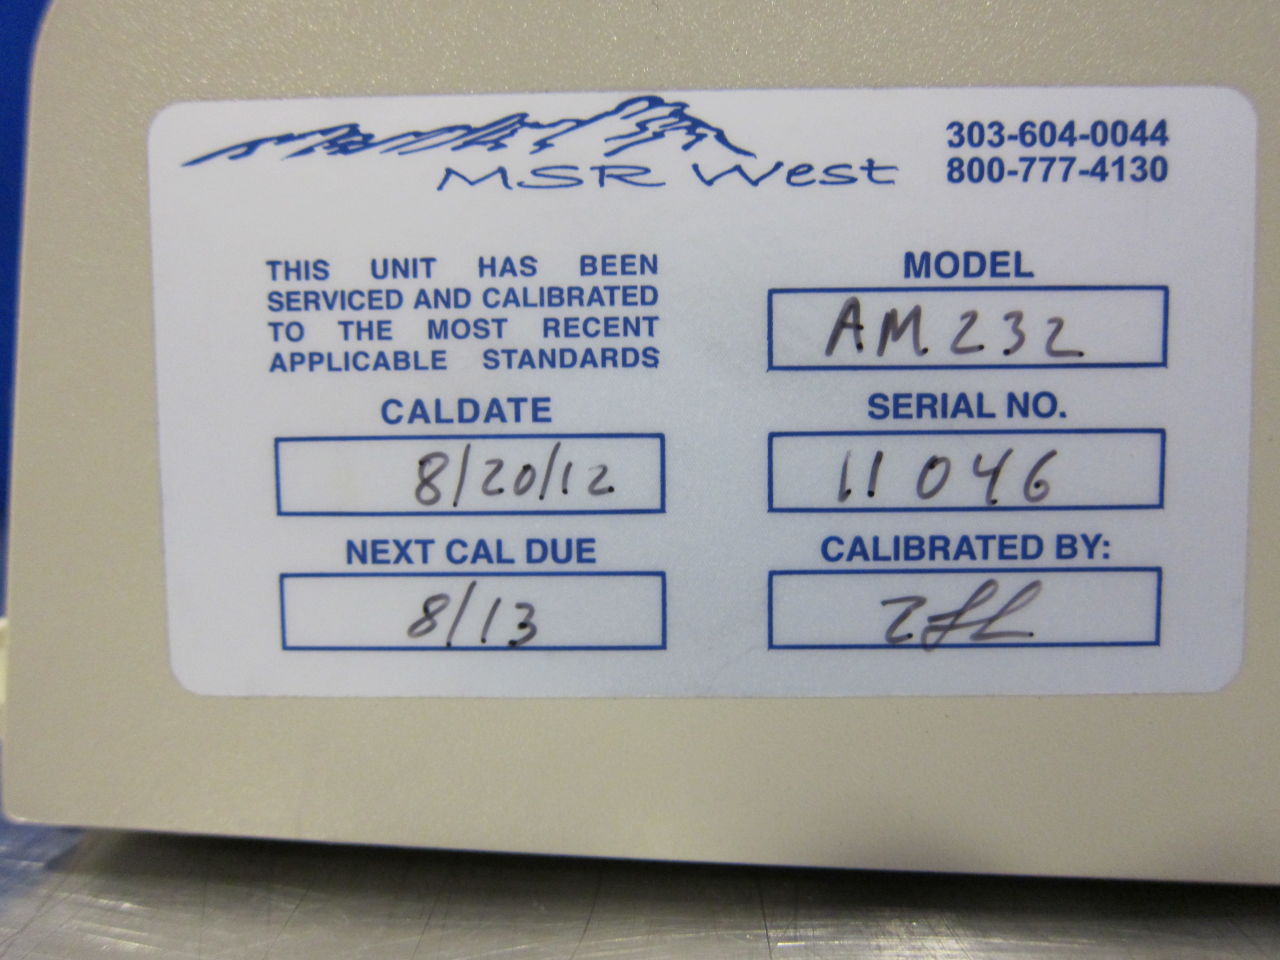 MSR West
303-604-0044
800-777-4130
THIS UNIT HAS BEEN
SERVICED AND CALIBRATED
TO THE MOST RECENT
APPLICABLE STANDARDS
MODEL
AM232
CALDATE
8/20/12
SERIAL NO.
11046
NEXT CAL DUE
8/13
CALIBRATED BY: